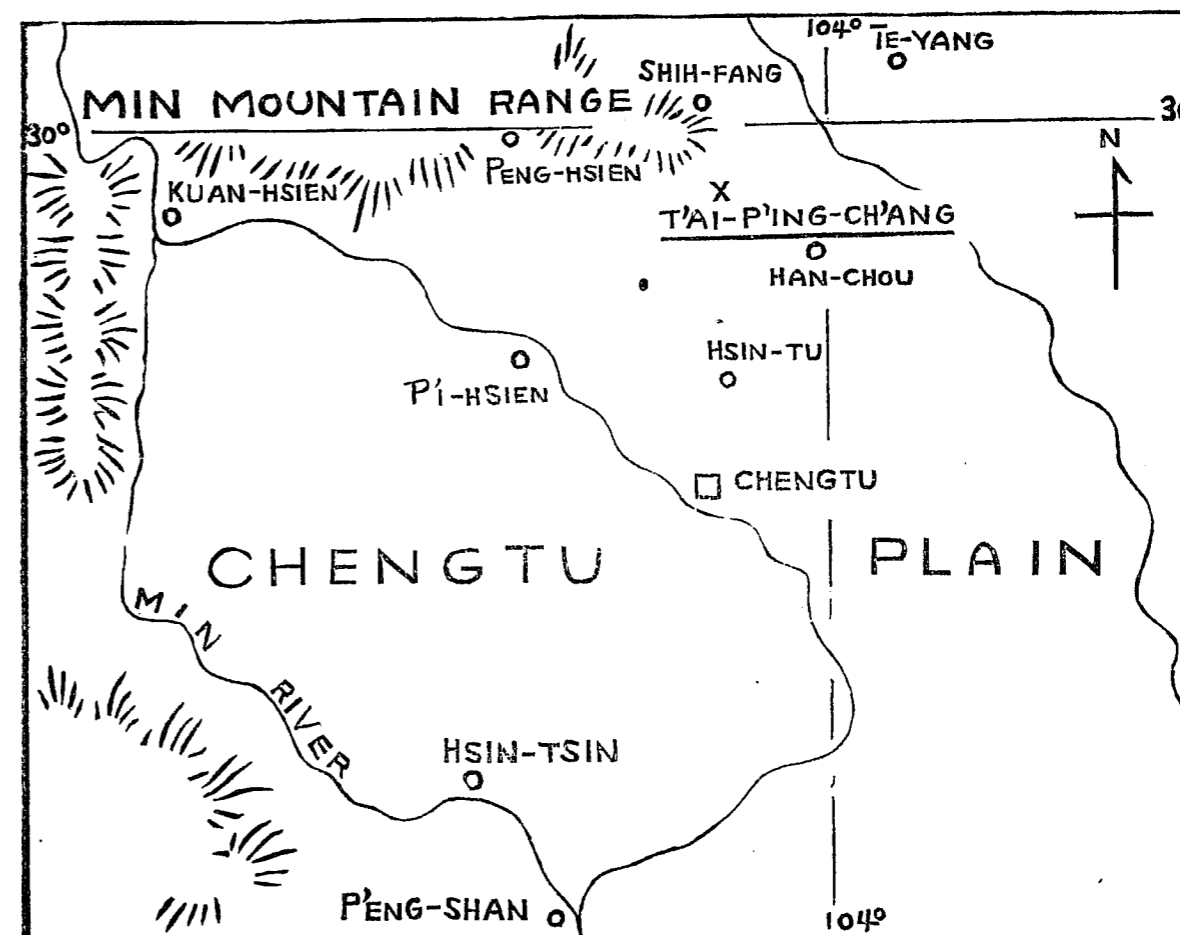 104° TE-YANG
SHIH-FANG
MIN MOUNTAIN RANGE
30°
30
PENG-HSIEN
N
KUAN-HSIEN
X
T'AI-P'ING-CH'ANG
HAN-CHOU
HSIN-TU
P'I-HSIEN
CHENGTU
CHENGTU PLAIN
MIN RIVER
HSIN-TSIN
P'ENG-SHAN
104°